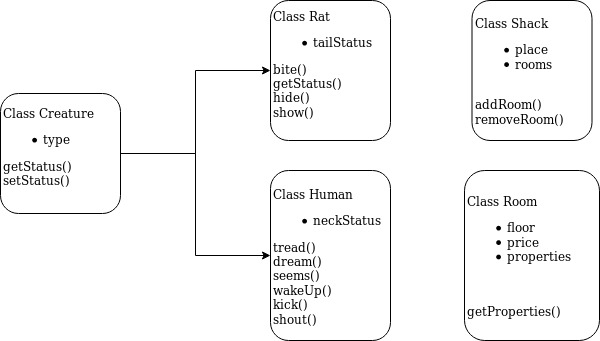 Class Creature
type
getStatus()
setStatus()
Class Rat
tailStatus
bite()
getStatus()
hide()
show()
Class Human
neckStatus
tread()
dream()
seems()
wakeUp()
kick()
shout()
Class Shack
place
rooms
addRoom()
removeRoom()
Class Room
floor
price
properties
getProperties()